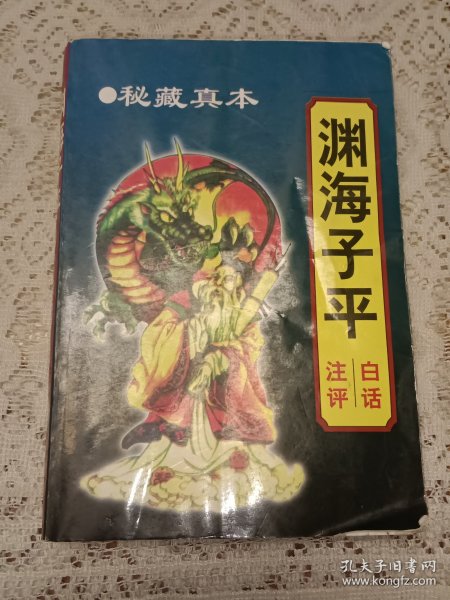 ●秘藏真本
渊海子平
白话
注评
孔夫子旧书网
www.kongfz.com